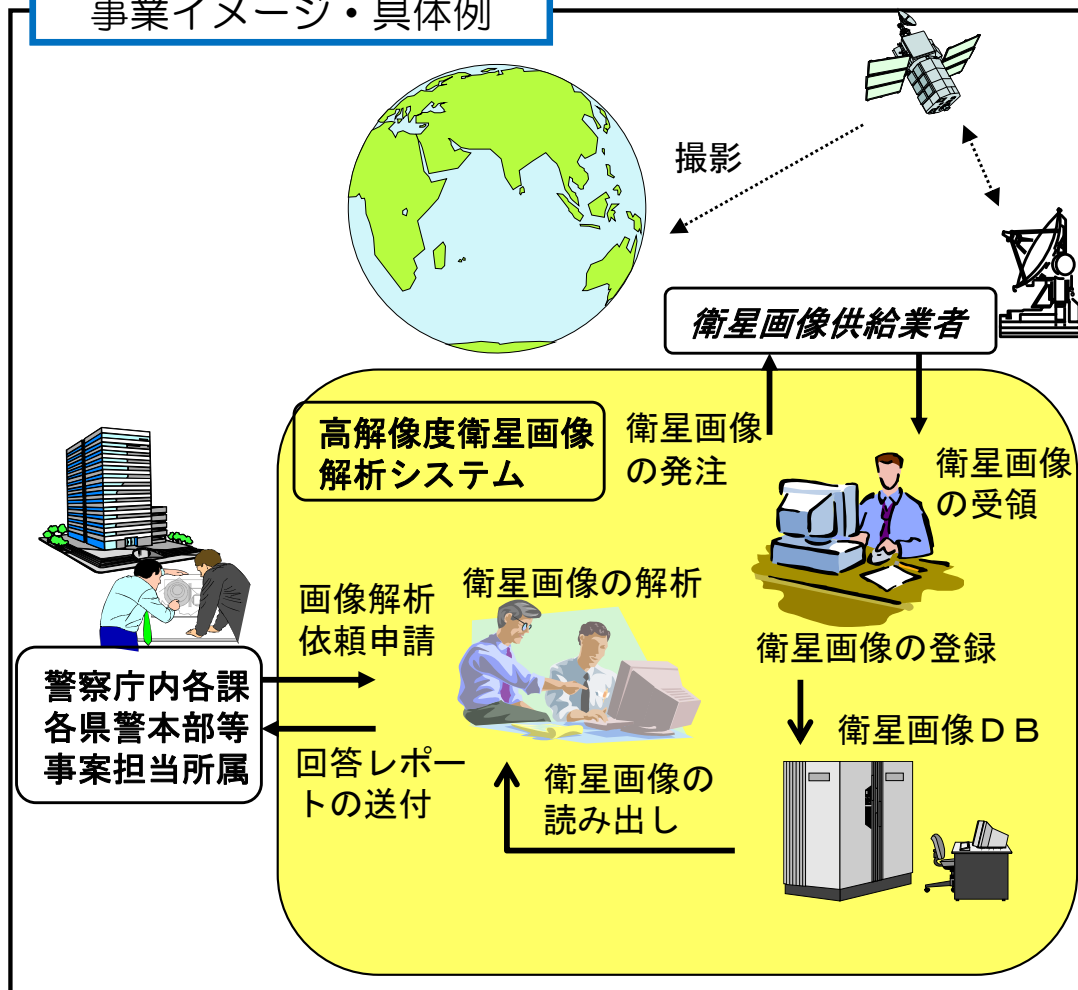 事業イメージ・具体例
撮影
衛星画像供給業者
高解像度衛星画像
解析システム
衛星画像
の発注
衛星画像
の受領
画像解析
依頼申請
衛星画像の解析
衛星画像の登録
警察庁内各課
各県警本部等
事案担当所属
回答レポー
トの送付
衛星画像の
読み出し
衛星画像ＤＢ